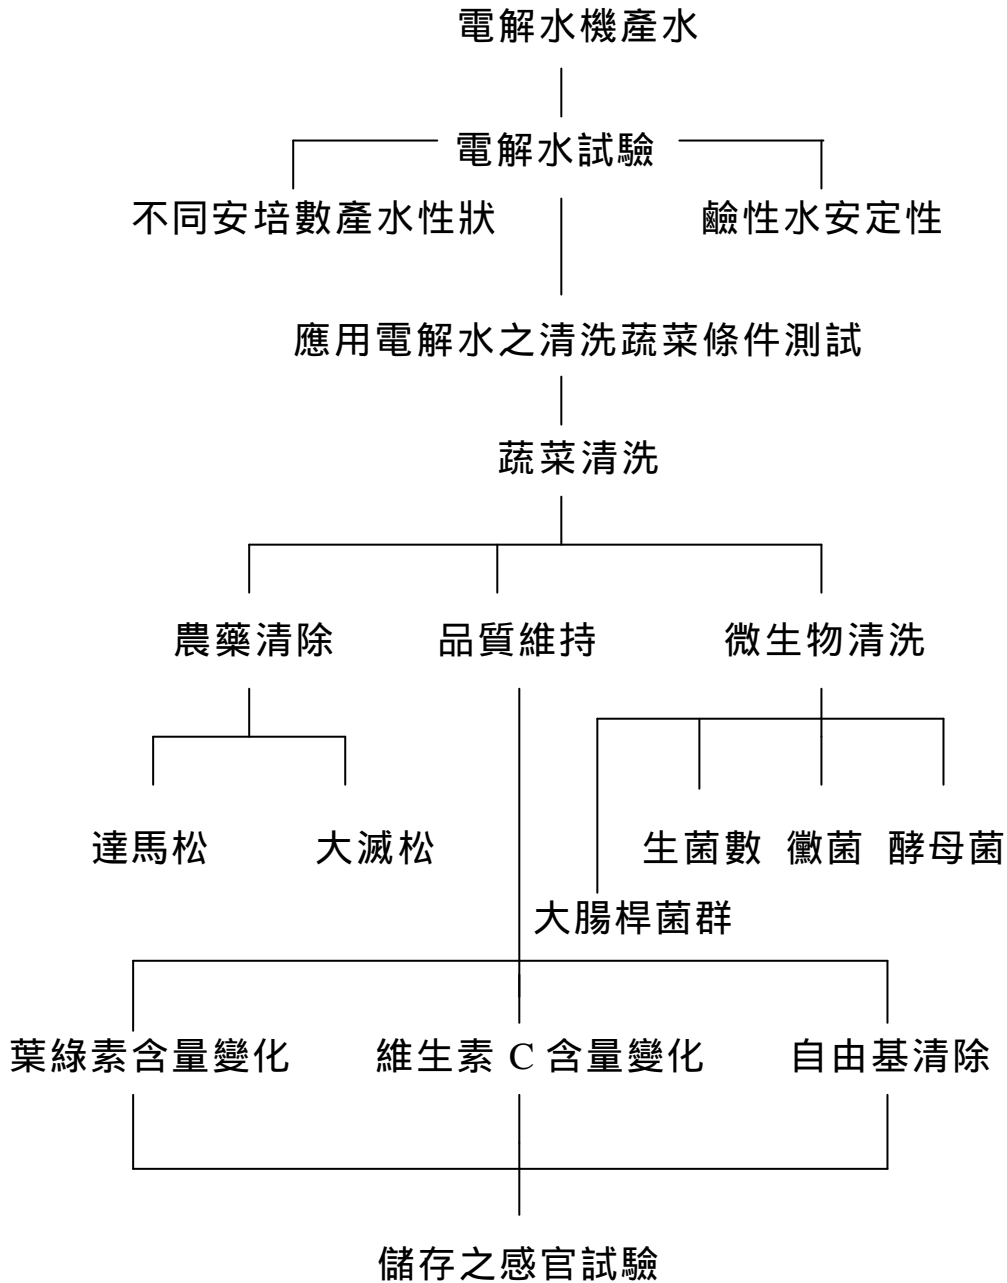 電解水機產水
電解水試驗
不同安培數產水性狀 鹼性水安定性
應用電解水之清洗蔬菜條件測試
蔬菜清洗
農藥清除 品質維持 微生物清洗
達馬松 大滅松 生菌數 黴菌 酵母菌
大腸桿菌群
葉綠素含量變化 維生素 C 含量變化 自由基清除
儲存之感官試驗